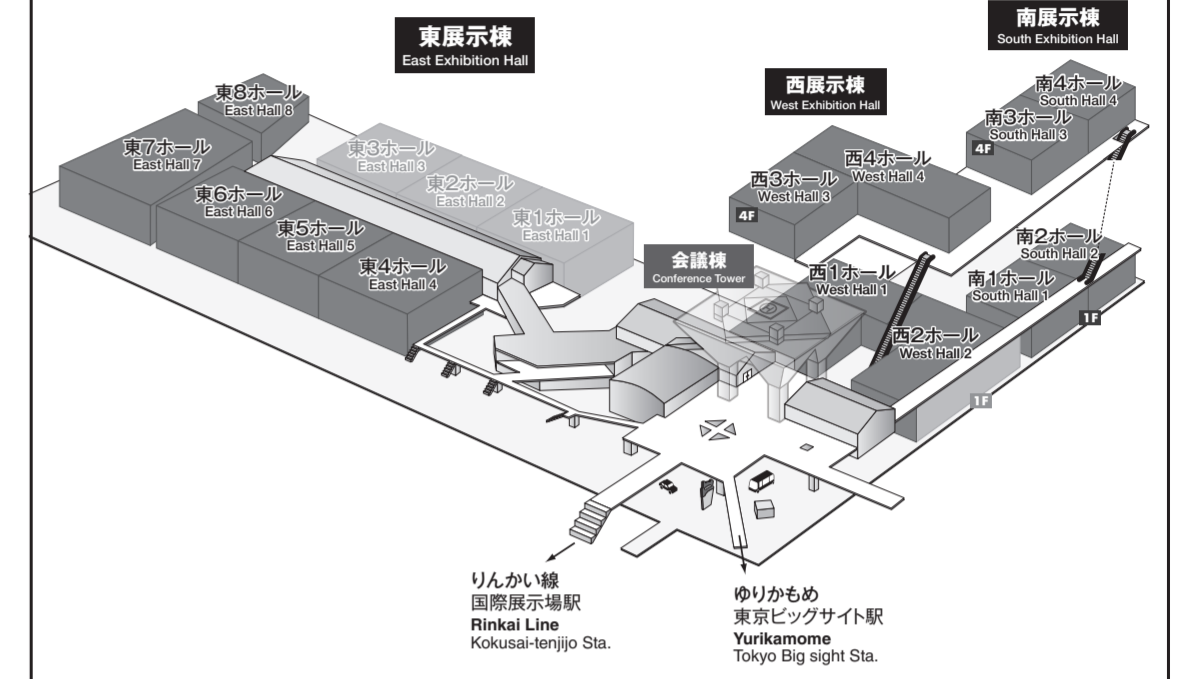 東展示棟
East Exhibition Hall
南展示棟
South Exhibition Hall
西展示棟
West Exhibition Hall
東8ホール
East Hall 8
東7ホール
East Hall 7
東3ホール
East Hall 3
東6ホール
East Hall 6
東2ホール
East Hall 2
東5ホール
East Hall 5
東1ホール
East Hall 1
東4ホール
East Hall 4
南4ホール
South Hall 4
南3ホール
South Hall 3
4F
西4ホール
West Hall 4
西3ホール
West Hall 3
4F
会議棟
Conference Tower
南2ホール
South Hall 2
西1ホール
West Hall 1
南1ホール
South Hall 1
1F
西2ホール
West Hall 2
1F
りんかい線
国際展示場駅
Rinkai Line
Kokusai-tenjijo Sta.
ゆりかもめ
東京ビッグサイト駅
Yurikamome
Tokyo Big sight Sta.